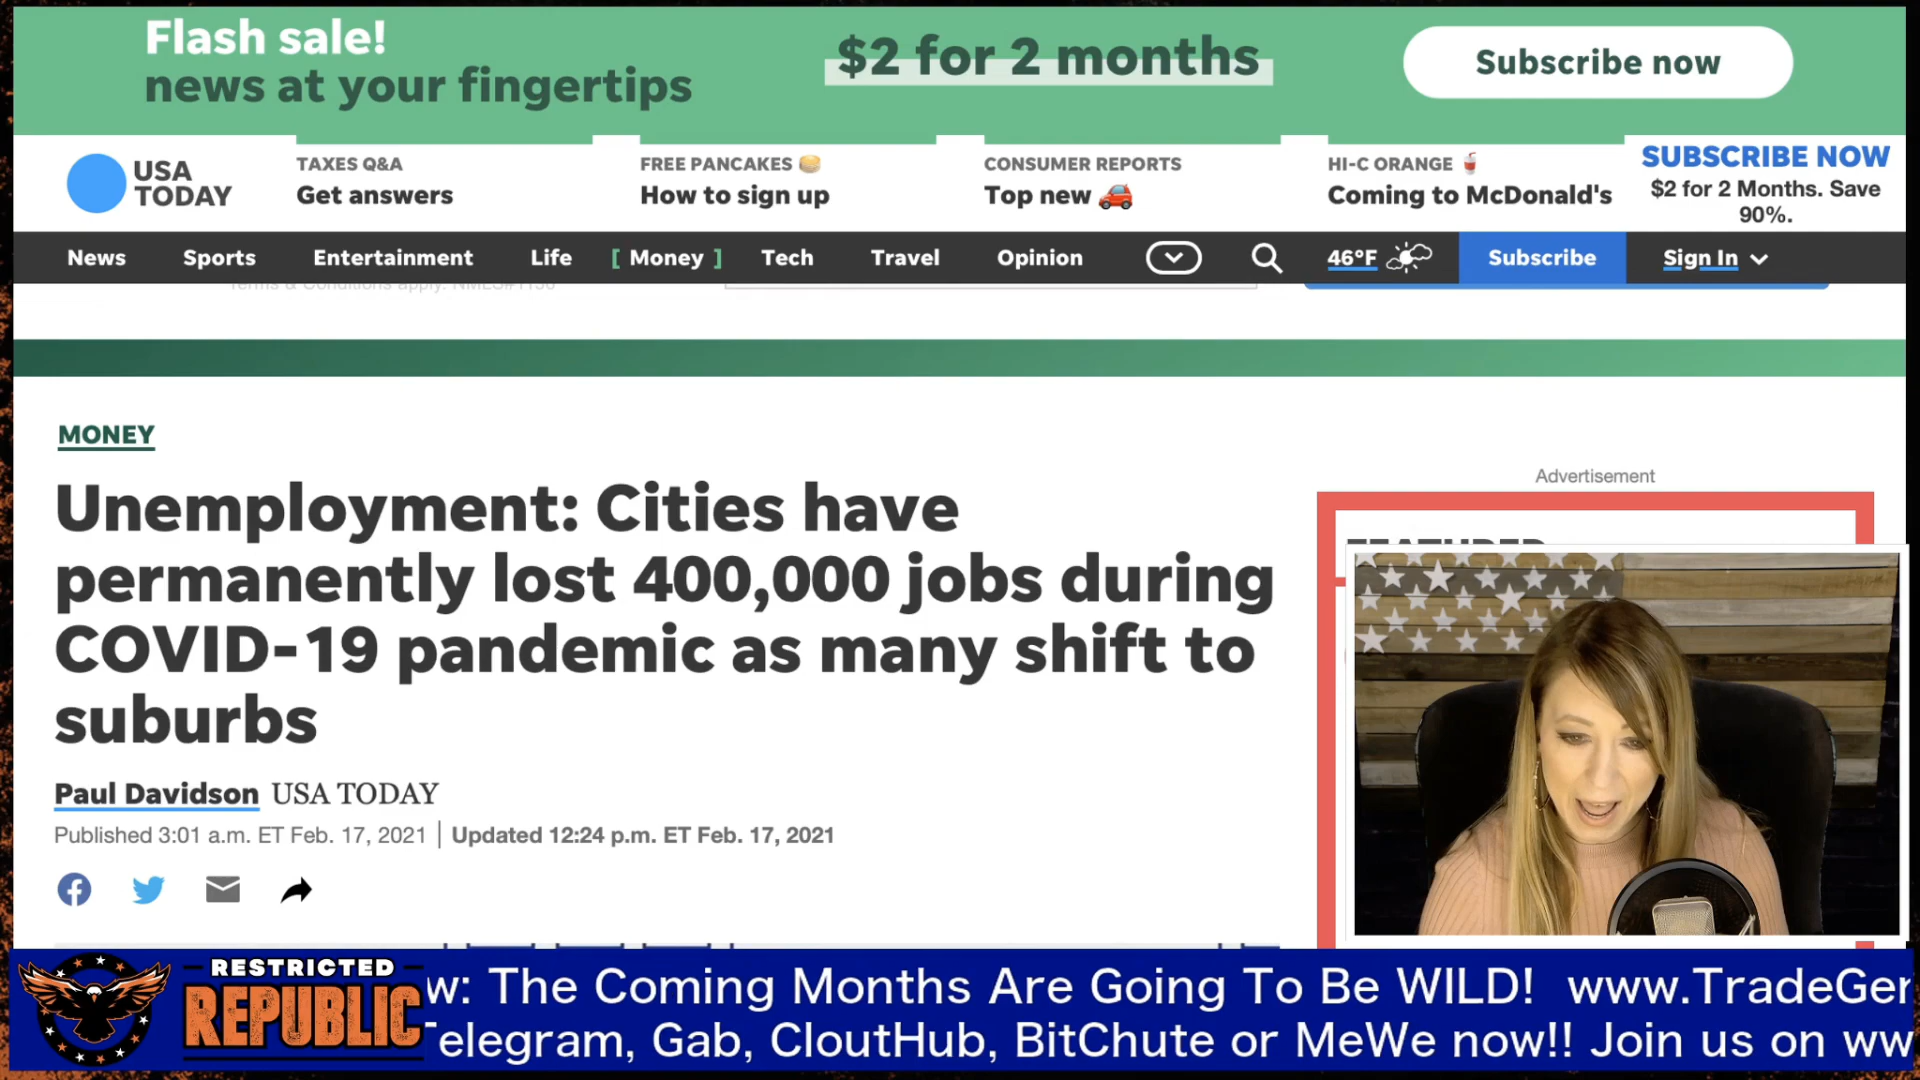 Flash sale!
news at your fingertips
$2 for 2 months
Subscribe now
USA
TODAY
TAXES Q&A
Get answers
FREE PANCAKES
How to sign up
CONSUMER REPORTS
Top new
HI-C ORANGE
Coming to McDonald's
SUBSCRIBE NOW
$2 for 2 Months. Save
90%.
News Sports Entertainment Life [ Money ] Tech Travel Opinion 46°F Subscribe Sign In
MONEY
Unemployment: Cities have
permanently lost 400,000 jobs during
COVID-19 pandemic as many shift to
suburbs
Paul Davidson USA TODAY
Published 3:01 a.m. ET Feb. 17, 2021 | Updated 12:24 p.m. ET Feb. 17, 2021
Advertisement
FEATURED
RESTRICTED
REPUBLIC
w: The Coming Months Are Going To Be WILD! www.TradeGer
Telegram, Gab, CloutHub, BitChute or MeWe now!! Join us on ww